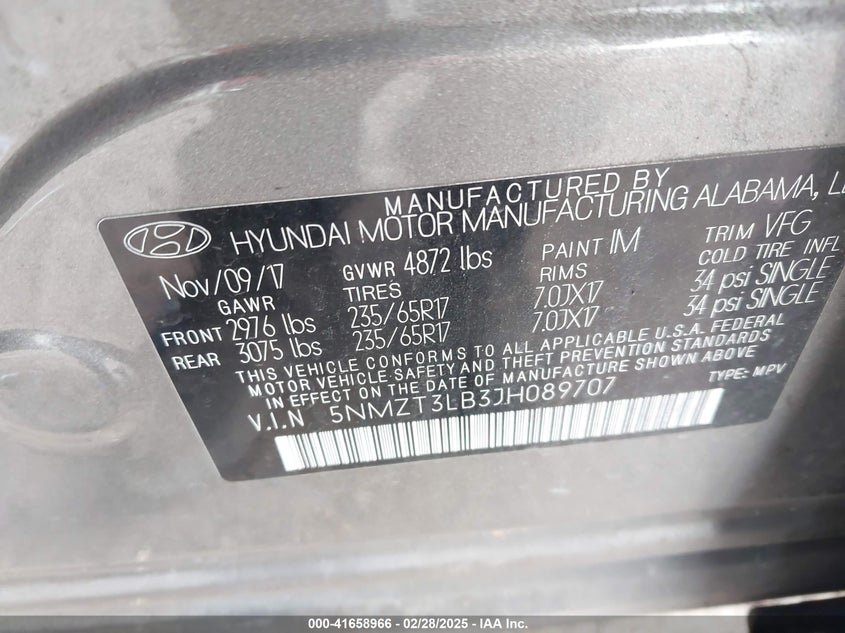 MANUFACTURED BY
HYUNDAI MOTOR MANUFACTURING ALABAMA,
Nov/09/17 GVWR 4872 lbs PAINT IM TRIM VFG
GAWR TIRES RIMS COLD TIRE INFL
FRONT 2976 lbs 235/65R17 7.0JX17 34 psi SINGLE
REAR 3075 lbs 235/65R17 7.0JX17 34 psi SINGLE
THIS VEHICLE CONFORMS TO ALL APPLICABLE U.S.A. FEDERAL
MOTOR VEHICLE SAFETY AND THEFT PREVENTION STANDARDS
IN EFFECT ON THE DATE OF MANUFACTURE SHOWN ABOVE
V.I.N 5NMZT3LB3JH089707 TYPE: MPV
000-41658966 - 02/28/2025 - IAA Inc.